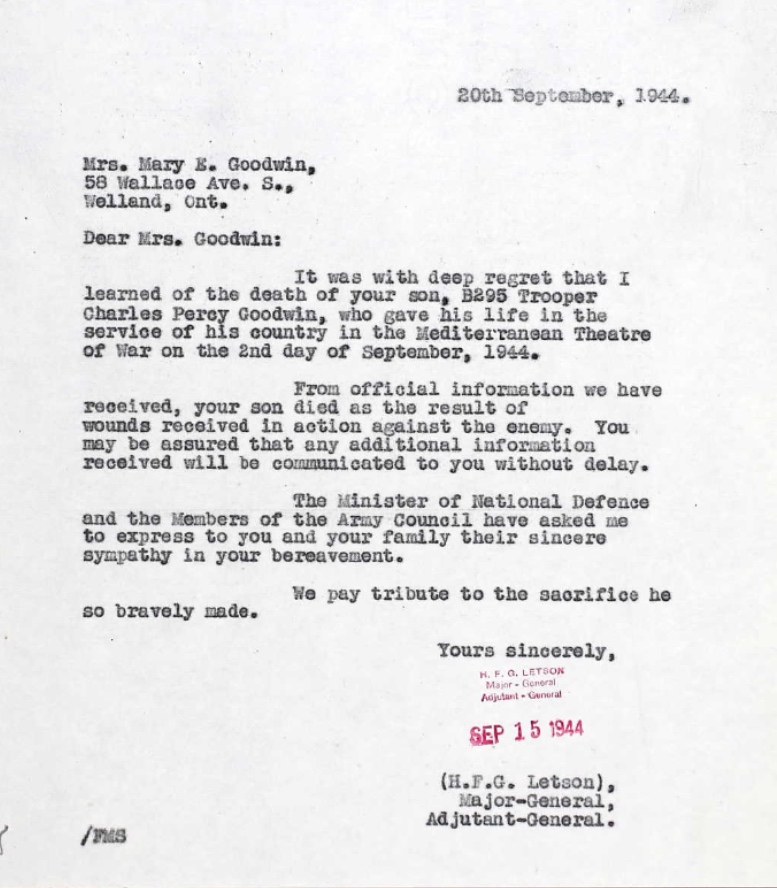 20th September, 1944.
Mrs. Mary E. Goodwin,
58 Wallace Ave. S.,
Welland, Ont.
Dear Mrs. Goodwin:
It was with deep regret that I
learned of the death of your son, B295 Trooper
Charles Percy Goodwin, who gave his life in the
service of his country in the Mediterranean Theatre
of War on the 2nd day of September, 1944.
From official information we have
received, your son died as the result of
wounds received in action against the enemy. You
may be assured that any additional information
received will be communicated to you without delay.
The Minister of National Defence
and the Members of the Army Council have asked me
to express to you and your family their sincere
sympathy in your bereavement.
We pay tribute to the sacrifice he
so bravely made.
Yours sincerely,
H. F. G. LETSON
Major - General
Adjutant - General
SEP 15 1944
(H.F.G. Letson),
Major-General,
Adjutant-General.
/FMS